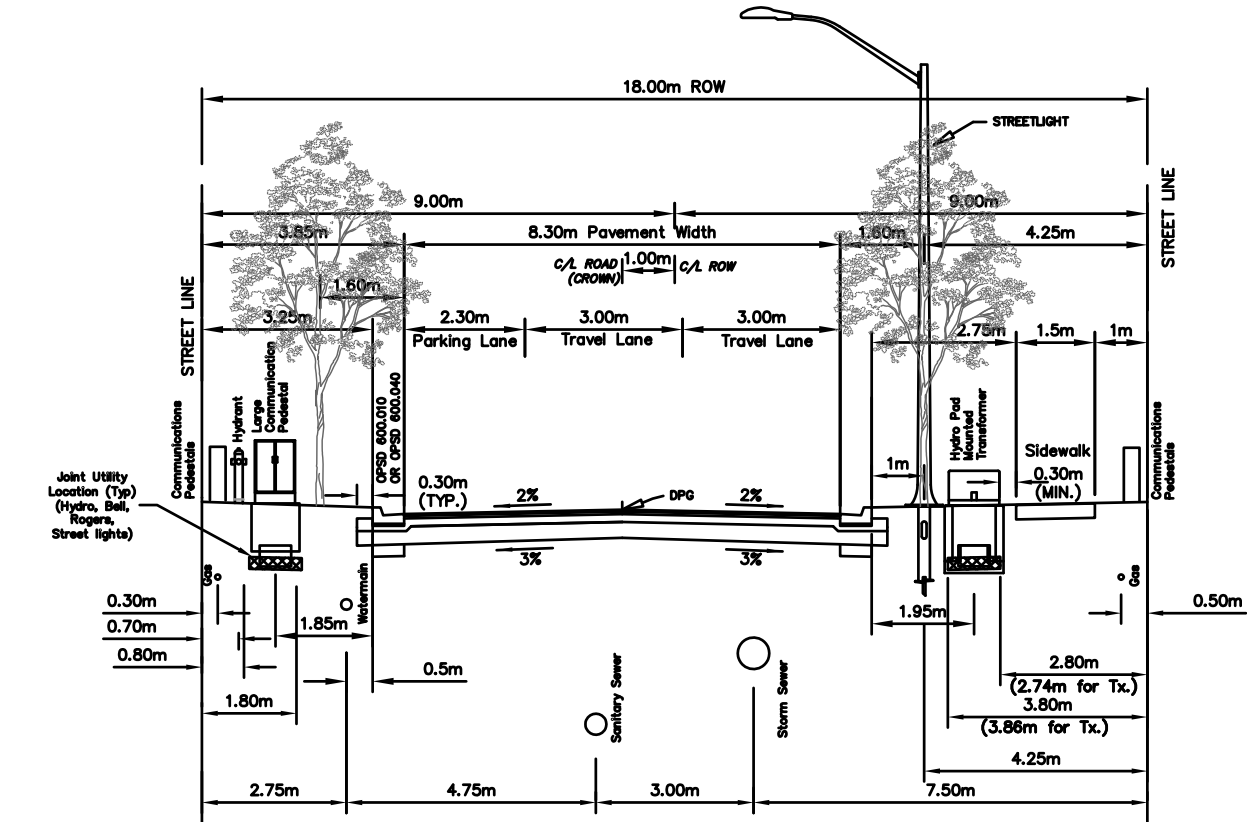 18.00m ROW
STREETLIGHT
STREET LINE
STREET LINE
9.00m
9.00m
3.85m
8.30m Pavement Width
1.60m
4.25m
C/L ROAD
(CROWN)
1.00m
C/L ROW
1.60m
3.25m
2.30m
Parking Lane
3.00m
Travel Lane
3.00m
Travel Lane
2.75m
1.5m
1m
Communications
Pedestals
Hydrant
Large
Communication
Pedestal
OPSD 600.010
OR OPSD 600.040
Hydro Pad
Mounted
Transformer
Sidewalk
Communications
Pedestals
1m
0.30m
(MIN.)
0.30m
(TYP.)
2%
DPG
2%
Joint Utility
Location (Typ)
(Hydro, Bell,
Rogers,
Street lights)
3%
3%
Gas
Watermain
Gas
0.30m
1.85m
1.95m
0.50m
0.70m
0.80m
0.5m
2.80m
(2.74m for Tx.)
Sanitary Sewer
Storm Sewer
1.80m
3.80m
(3.86m for Tx.)
4.25m
2.75m
4.75m
3.00m
7.50m